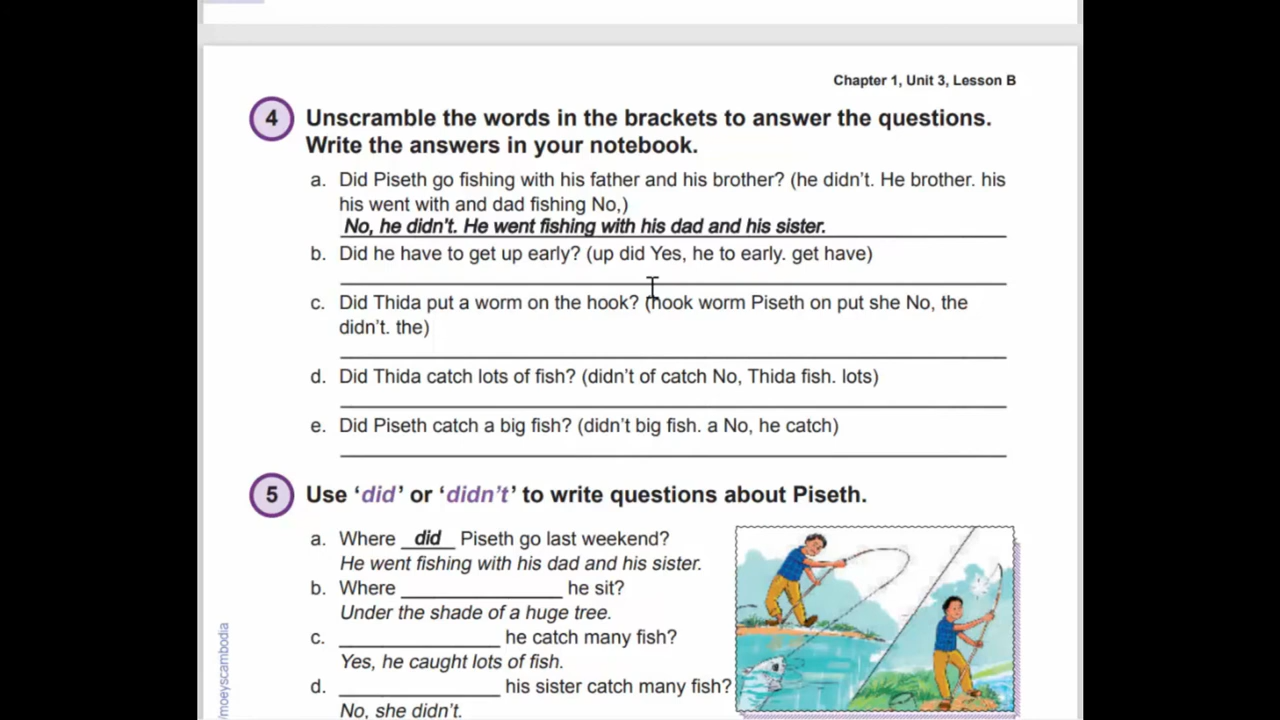 Chapter 1, Unit 3, Lesson B
4 Unscramble the words in the brackets to answer the questions.
Write the answers in your notebook.
a. Did Piseth go fishing with his father and his brother? (he didn't. He brother. his
his went with and dad fishing No,)
No, he didn't. He went fishing with his dad and his sister.
b. Did he have to get up early? (up did Yes, he to early. get have)
c. Did Thida put a worm on the hook? (hook worm Piseth on put she No, the
didn't. the)
d. Did Thida catch lots of fish? (didn't of catch No, Thida fish. lots)
e. Did Piseth catch a big fish? (didn't big fish. a No, he catch)
5 Use 'did' or 'didn't' to write questions about Piseth.
a. Where did Piseth go last weekend?
He went fishing with his dad and his sister.
b. Where ________ he sit?
Under the shade of a huge tree.
c. ________ he catch many fish?
Yes, he caught lots of fish.
d. ________ his sister catch many fish?
No, she didn't.
/moeyscambodia